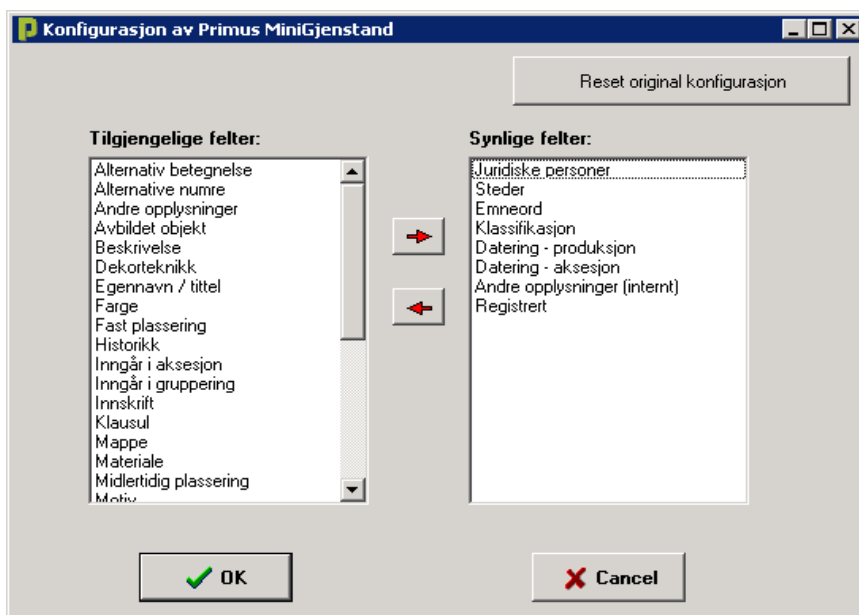 Konfigurasjon av Primus MiniGjenstand
Reset original konfigurasjon
Tilgjengelige felter:
Alternativ betegnelse
Alternative numre
Andre opplysninger
Avbildet objekt
Beskrivelse
Dekorteknikk
Egennavn / tittel
Farge
Fast plassering
Historikk
Inngår i aksesjon
Inngår i gruppering
Innskrift
Klausul
Mappe
Materiale
Midlertidig plassering
Motiv
Synlige felter:
Juridiske personer
Steder
Emneord
Klassifikasjon
Datering - produksjon
Datering - aksesjon
Andre opplysninger (internt)
Registrert
OK
Cancel